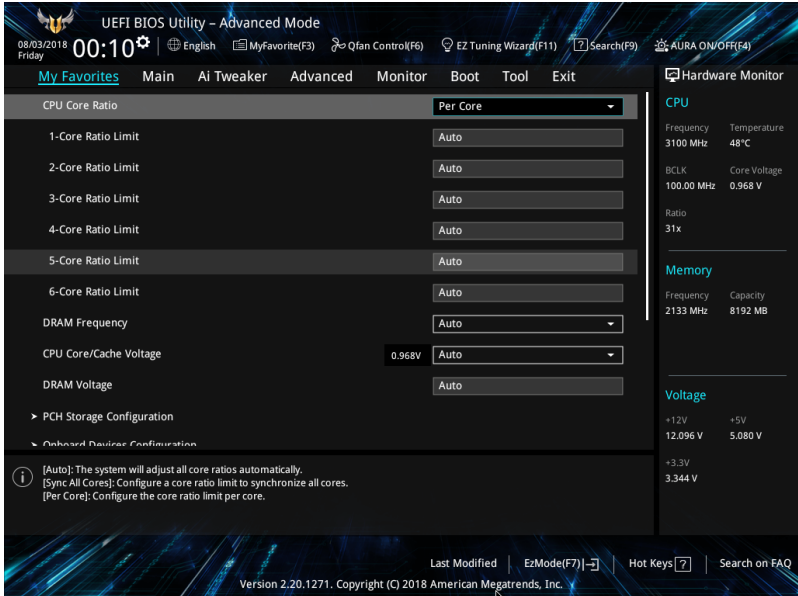 UEFI BIOS Utility – Advanced Mode
08/03/2018 Friday 00:10 English MyFavorite(F3) Qfan Control(F6) EZ Tuning Wizard(F11) Search(F9) AURA ON/OFF(F4)
My Favorites Main Ai Tweaker Advanced Monitor Boot Tool Exit
CPU Core Ratio Per Core
1-Core Ratio Limit Auto
2-Core Ratio Limit Auto
3-Core Ratio Limit Auto
4-Core Ratio Limit Auto
5-Core Ratio Limit Auto
6-Core Ratio Limit Auto
DRAM Frequency Auto
CPU Core/Cache Voltage 0.968V Auto
DRAM Voltage Auto
> PCH Storage Configuration
> Onboard Devices Configuration
[Auto]: The system will adjust all core ratios automatically.
[Sync All Cores]: Configure a core ratio limit to synchronize all cores.
[Per Core]: Configure the core ratio limit per core.
Hardware Monitor
CPU
Frequency Temperature
3100 MHz 48°C
BCLK Core Voltage
100.00 MHz 0.968 V
Ratio
31x
Memory
Frequency Capacity
2133 MHz 8192 MB
Voltage
+12V +5V
12.096 V 5.080 V
+3.3V
3.344 V
Last Modified EzMode(F7) Hot Keys ? Search on FAQ
Version 2.20.1271. Copyright (C) 2018 American Megatrends, Inc.